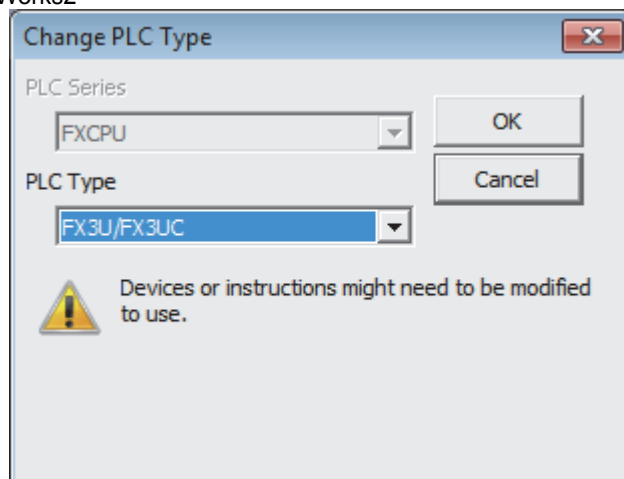 Works2
Change PLC Type
PLC Series
FXCPU
OK
PLC Type
Cancel
FX3U/FX3UC
Devices or instructions might need to be modified
to use.